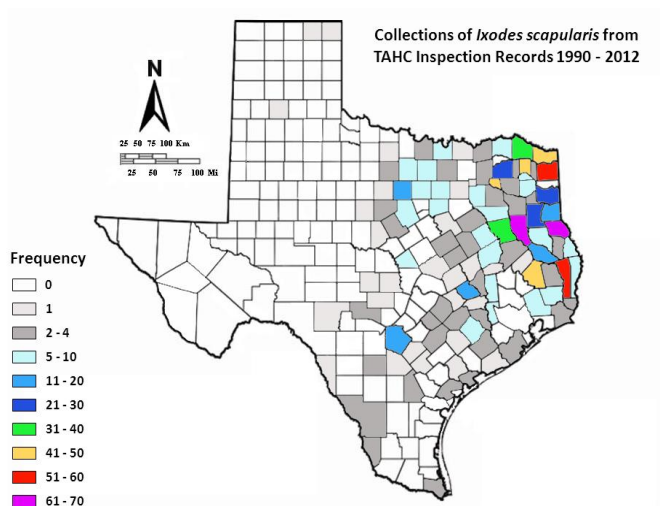 Collections of Ixodes scapularis from
TAHC Inspection Records 1990 - 2012
N
25 50 75 100 Km
25 50 75 100 Mi
Frequency
0
1
2 - 4
5 - 10
11 - 20
21 - 30
31 - 40
41 - 50
51 - 60
61 - 70